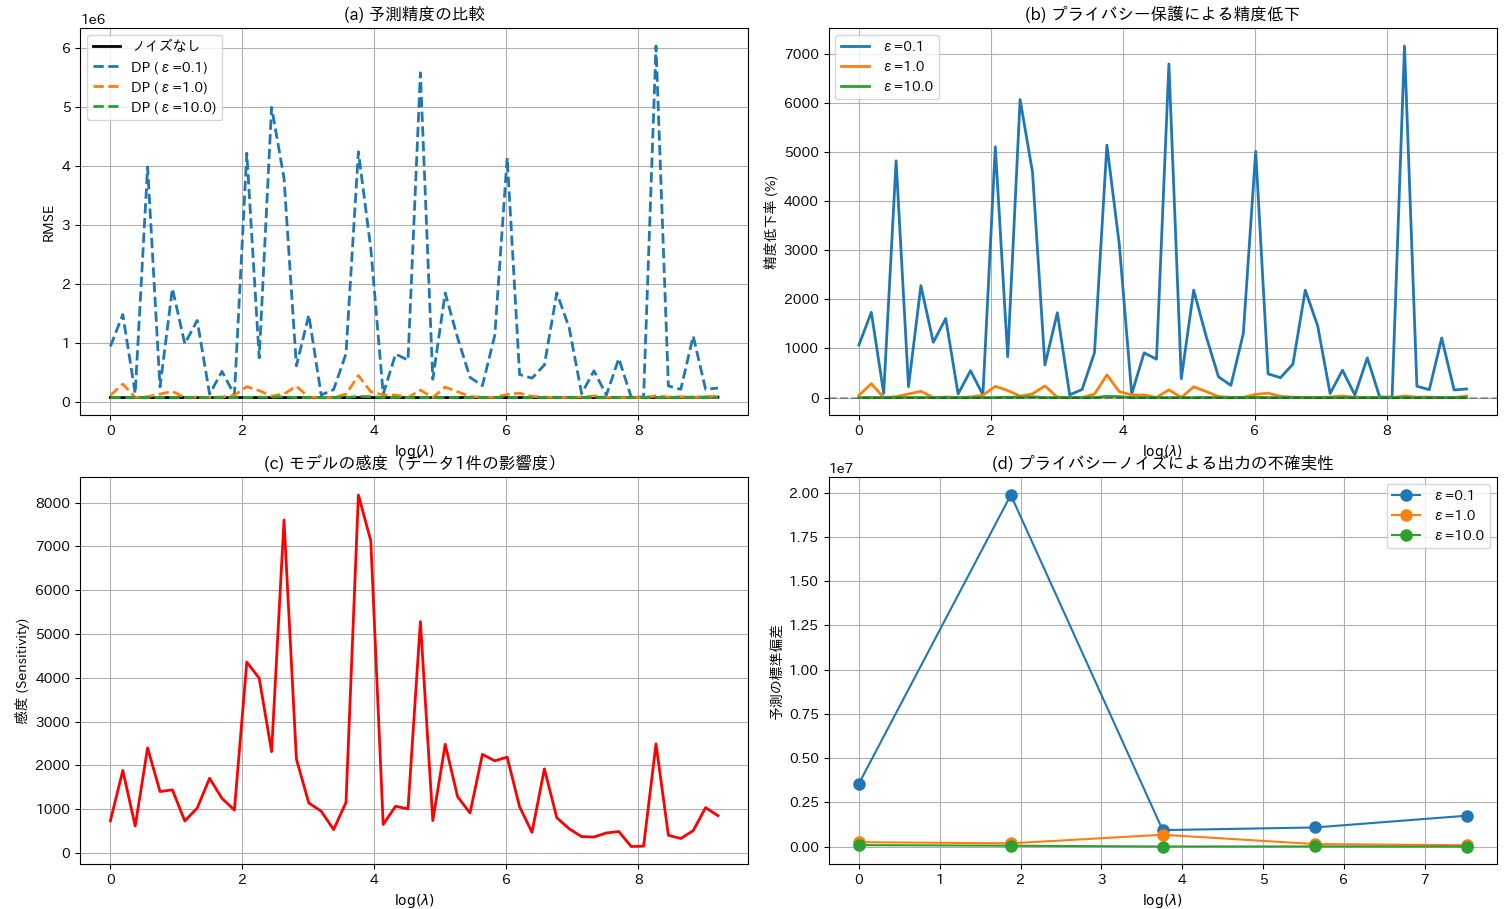 (a) 予測精度の比較
1e6
ノイズなし
DP (ε=0.1)
DP (ε=1.0)
DP (ε=10.0)
6
5
4
3
2
1
0
RMSE
0 2 4 6 8
log(λ)
(b) プライバシー保護による精度低下
ε=0.1
ε=1.0
ε=10.0
7000
6000
5000
4000
3000
2000
1000
0
精度低下率 (%)
0 2 4 6 8
log(λ)
(c) モデルの感度（データ1件の影響度）
8000
7000
6000
5000
4000
3000
2000
1000
0
感度 (Sensitivity)
0 2 4 6 8
log(λ)
(d) プライバシーノイズによる出力の不確実性
1e7
ε=0.1
ε=1.0
ε=10.0
2.00
1.75
1.50
1.25
1.00
0.75
0.50
0.25
0.00
予測の標準偏差
0 1 2 3 4 5 6 7
log(λ)